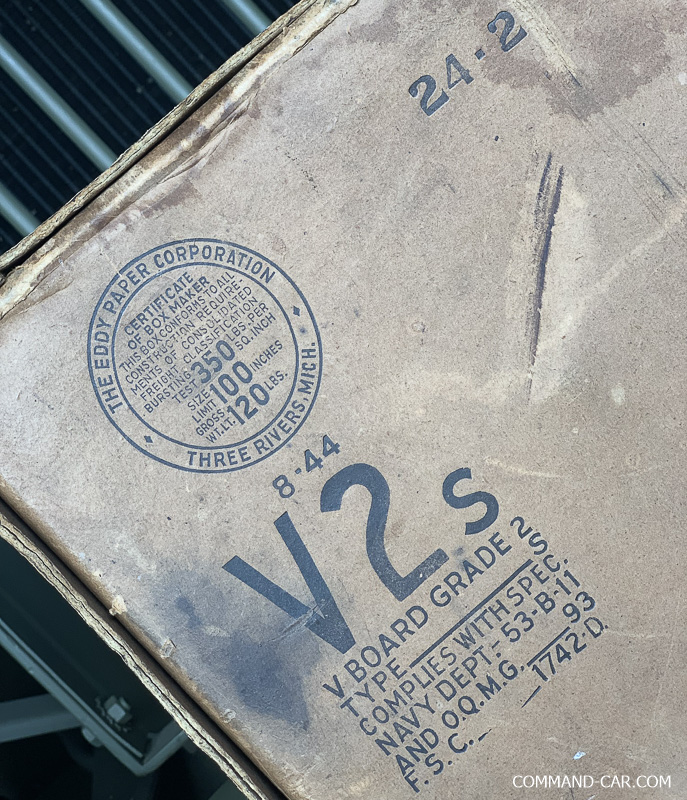 24·2
THE EDDY PAPER CORPORATION
CERTIFICATE
OF BOX MAKER
THIS BOX CONFORMS TO ALL
CONSTRUCTION REQUIRE-
MENTS OF CONSOLIDATED
FREIGHT CLASSIFICATION
BURSTING TEST 350 LBS. PER SQ. INCH
SIZE LIMIT 100 INCHES
GROSS WT. LT. 120 LBS.
THREE RIVERS, MICH.
8-44
V2s
V BOARD GRADE 2
TYPE S
COMPLIES WITH SPEC.
NAVY DEPT- 53-B-11
AND O.Q.M.G. 93
F.S.C. 1742-D.
COMMAND-CAR.COM